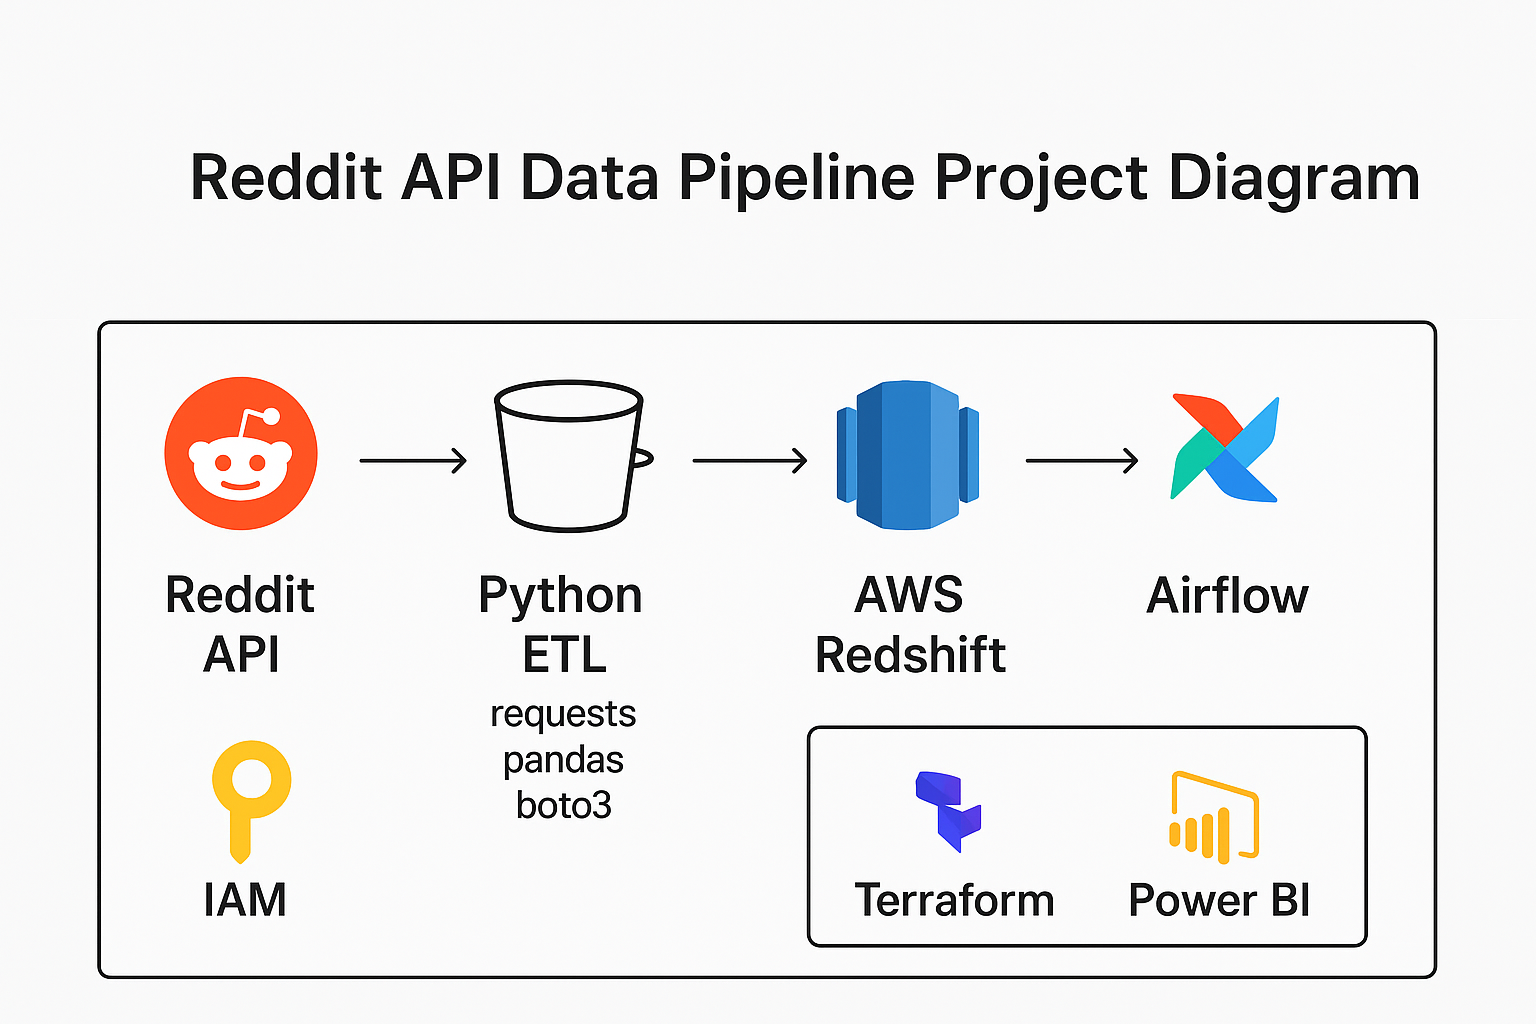 Reddit API Data Pipeline Project Diagram
Reddit
API
Python
ETL
requests
pandas
boto3
AWS
Redshift
Airflow
IAM
Terraform
Power BI